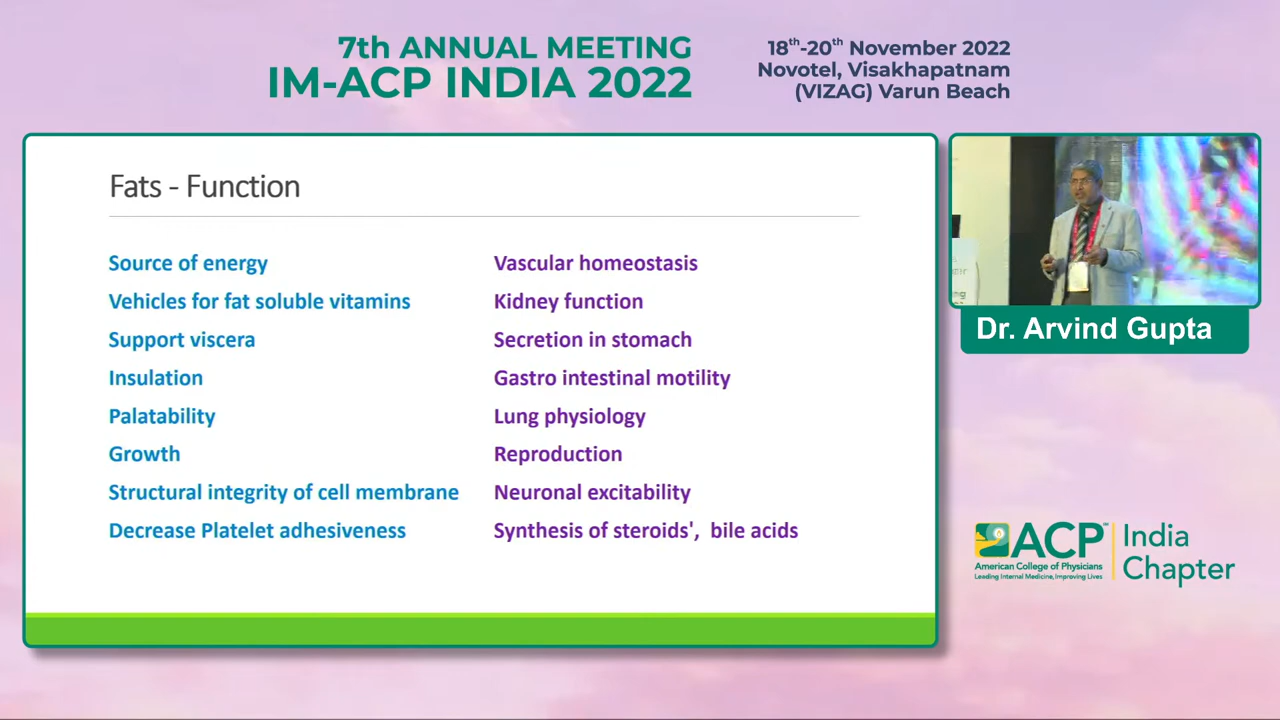 7th ANNUAL MEETING
IM-ACP INDIA 2022
18th-20th November 2022
Novotel, Visakhapatnam
(VIZAG) Varun Beach
Fats - Function
Source of energy
Vehicles for fat soluble vitamins
Support viscera
Insulation
Palatability
Growth
Structural integrity of cell membrane
Decrease Platelet adhesiveness
Vascular homeostasis
Kidney function
Secretion in stomach
Gastro intestinal motility
Lung physiology
Reproduction
Neuronal excitability
Synthesis of steroids', bile acids
Dr. Arvind Gupta
ACP™
American College of Physicians
Leading Internal Medicine, Improving Lives
India
Chapter